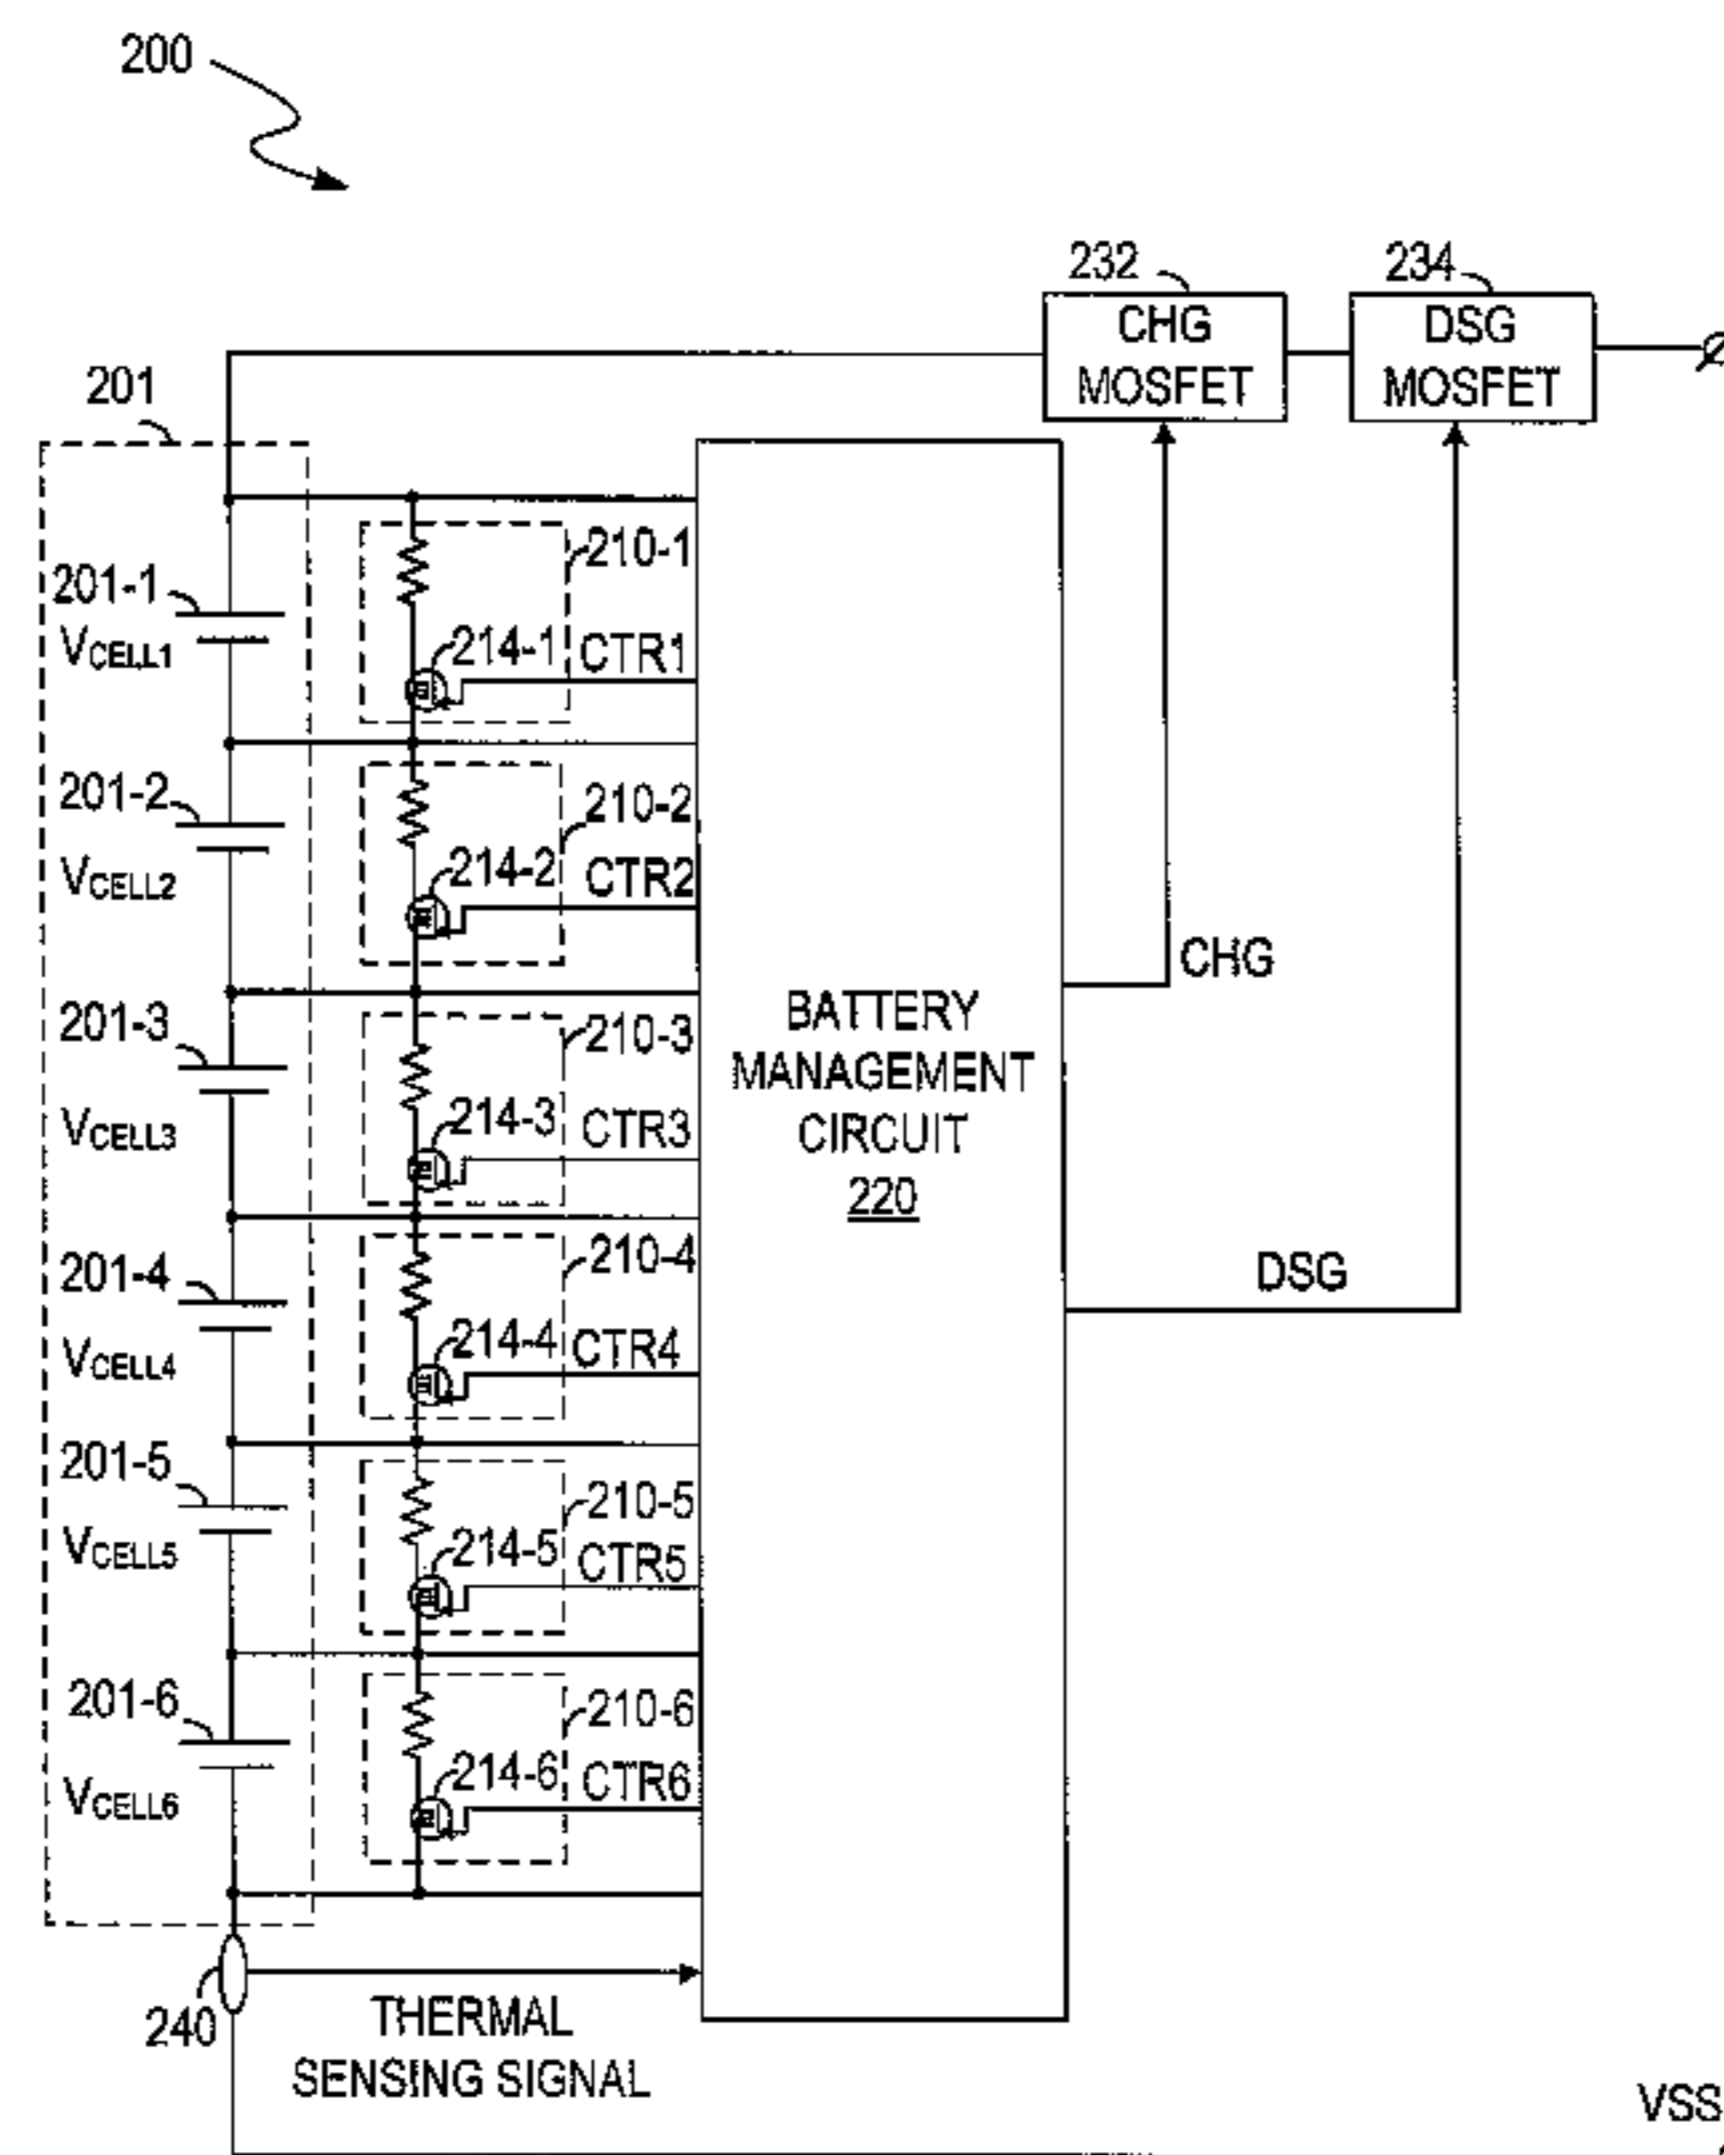 200
232
234
CHG
MOSFET
DSG
MOSFET
201
201-1
VCELL1
210-1
214-1
CTR1
201-2
VCELL2
210-2
214-2
CTR2
CHG
201-3
VCELL3
210-3
214-3
CTR3
BATTERY
MANAGEMENT
CIRCUIT
220
201-4
VCELL4
210-4
214-4
CTR4
DSG
201-5
VCELL5
210-5
214-5
CTR5
201-6
VCELL6
210-6
214-6
CTR6
240
THERMAL
SENSING SIGNAL
VSS